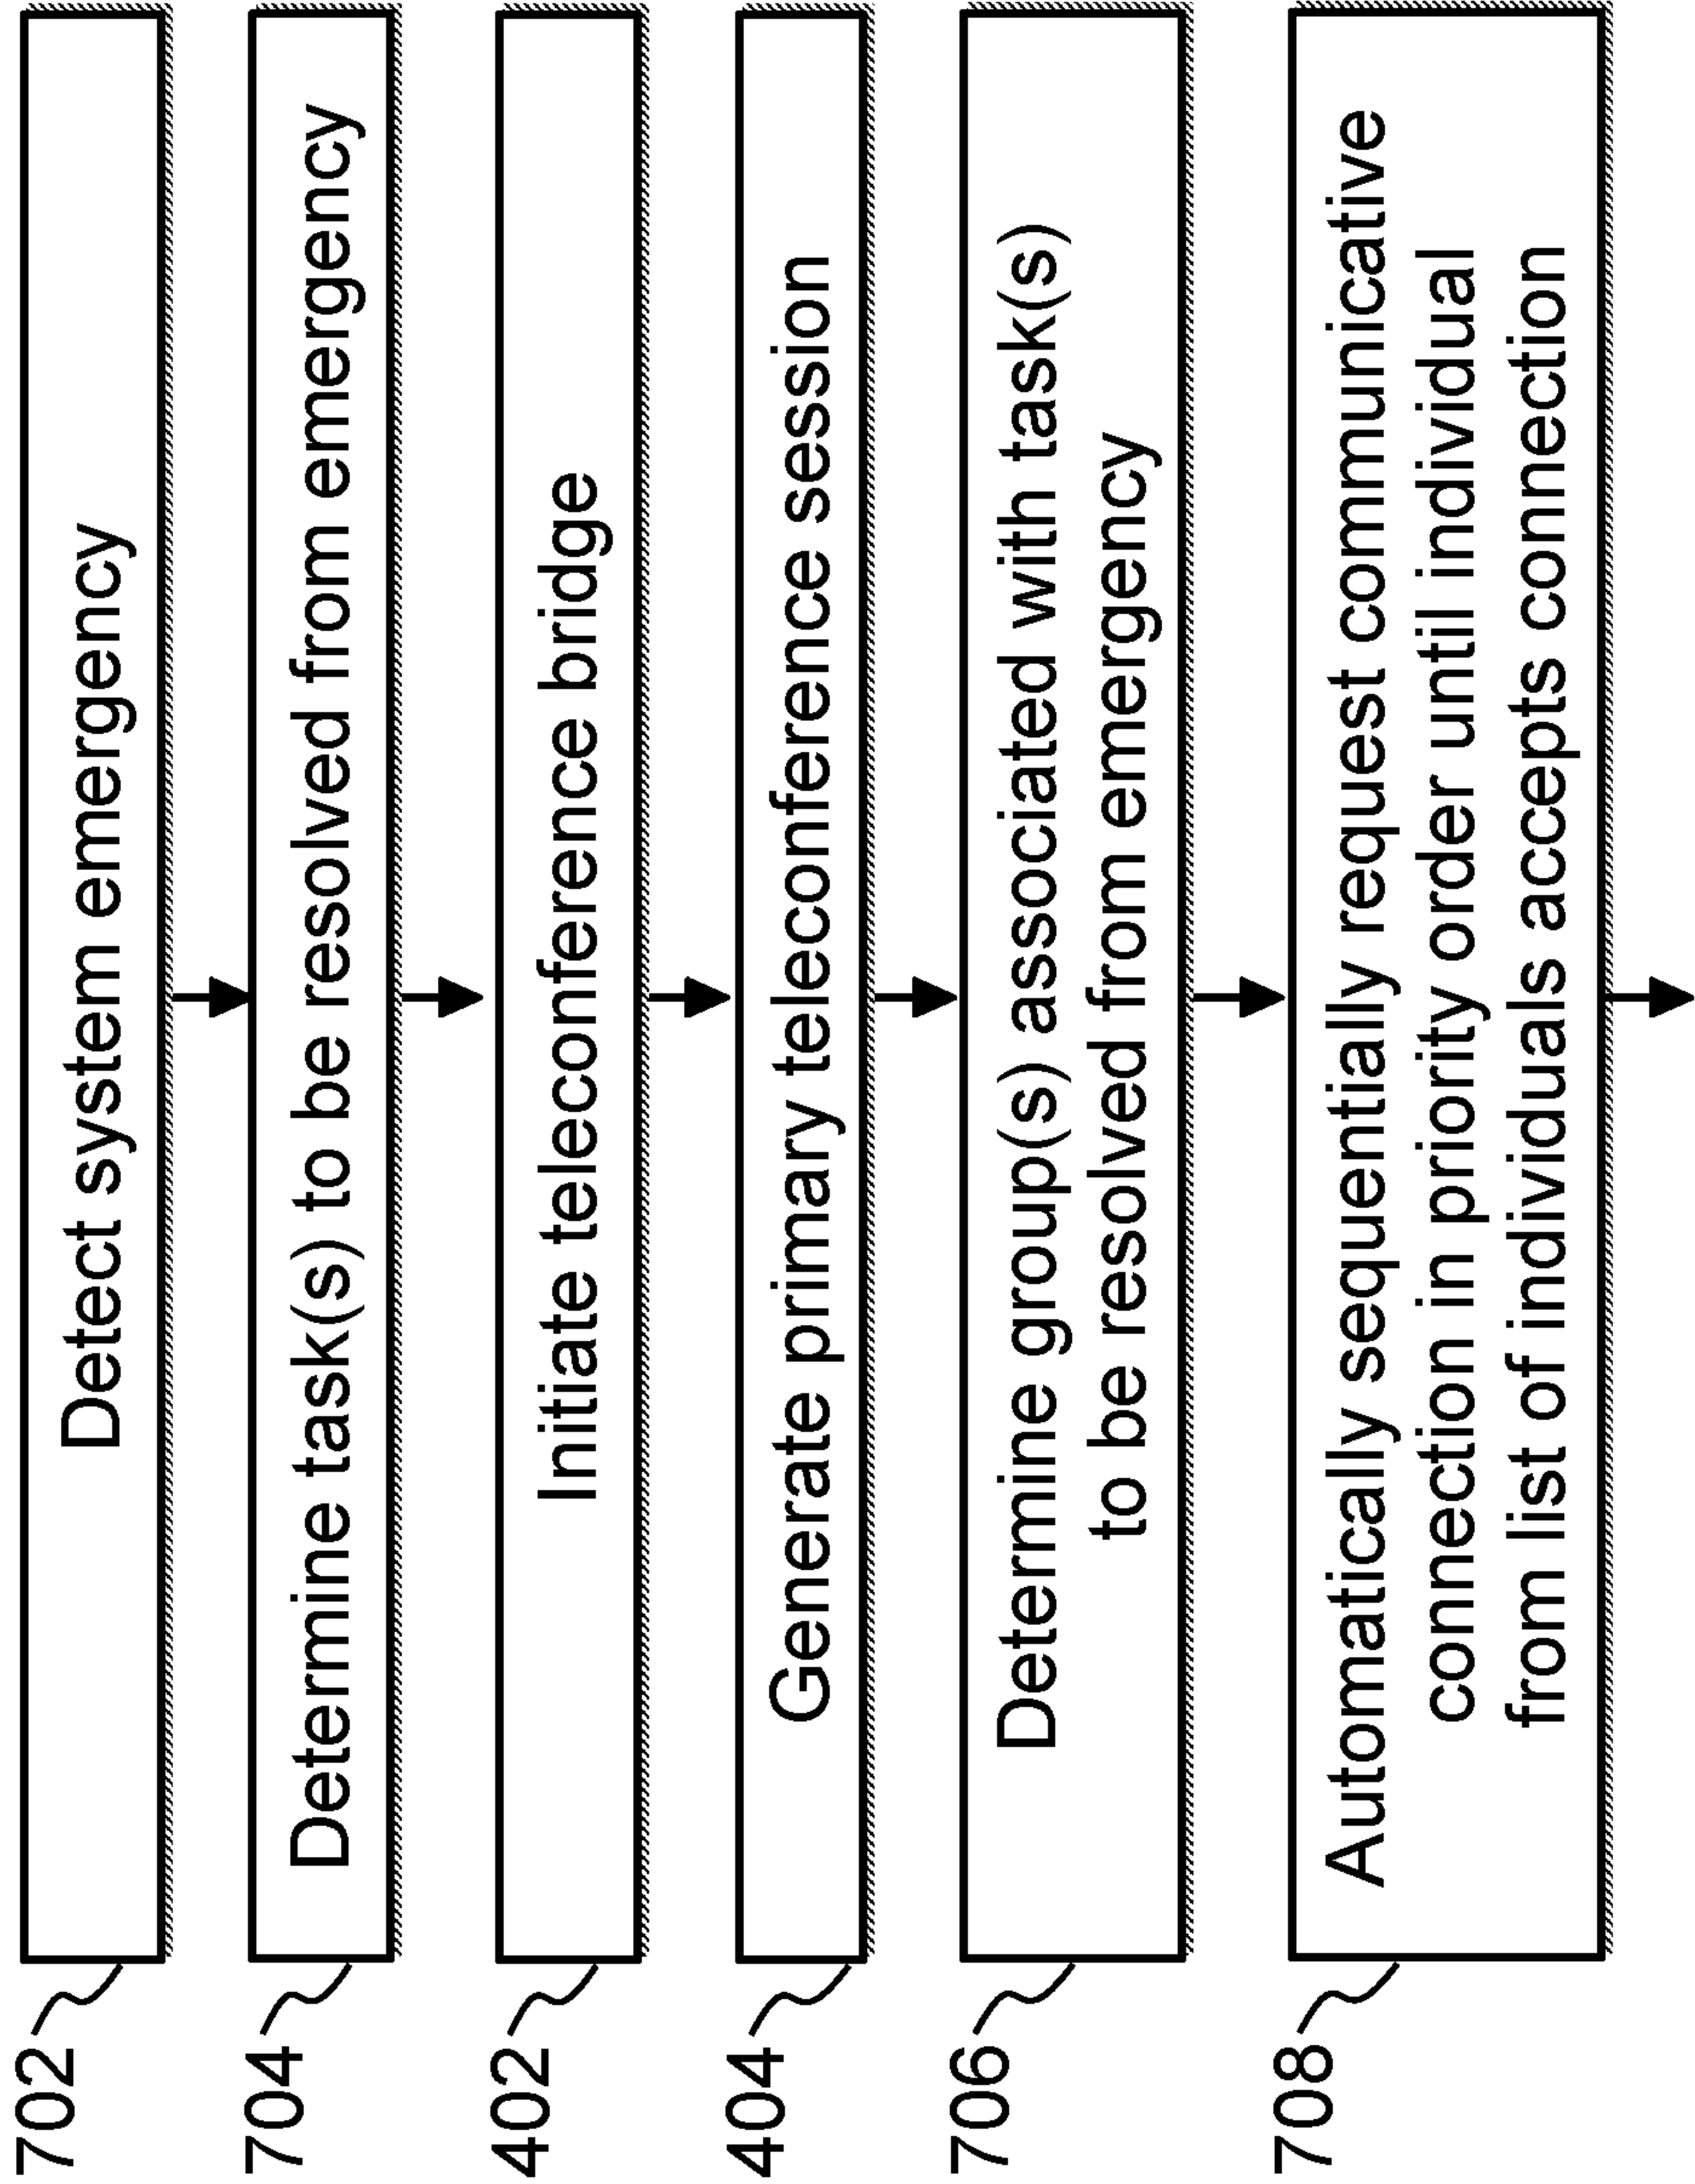 702
Detect system emergency
704
Determine task(s) to be resolved from emergency
402
Initiate teleconference bridge
404
Generate primary teleconference session
706
Determine group(s) associated with task(s)
to be resolved from emergency
708
Automatically sequentially request communicative
connection in priority order until individual
from list of individuals accepts connection